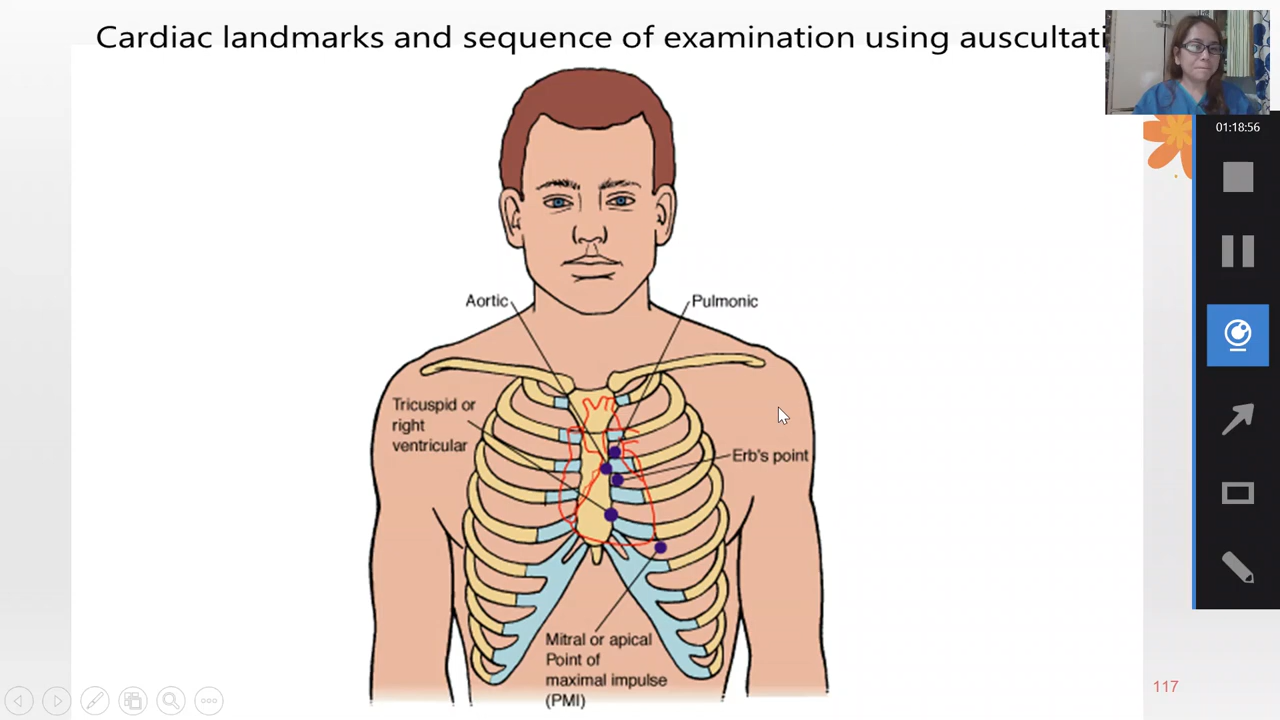 Cardiac landmarks and sequence of examination using auscultati
01:18:56
Aortic
Pulmonic
Tricuspid or
right
ventricular
Erb's point
Mitral or apical
Point of
maximal impulse
(PMI)
117